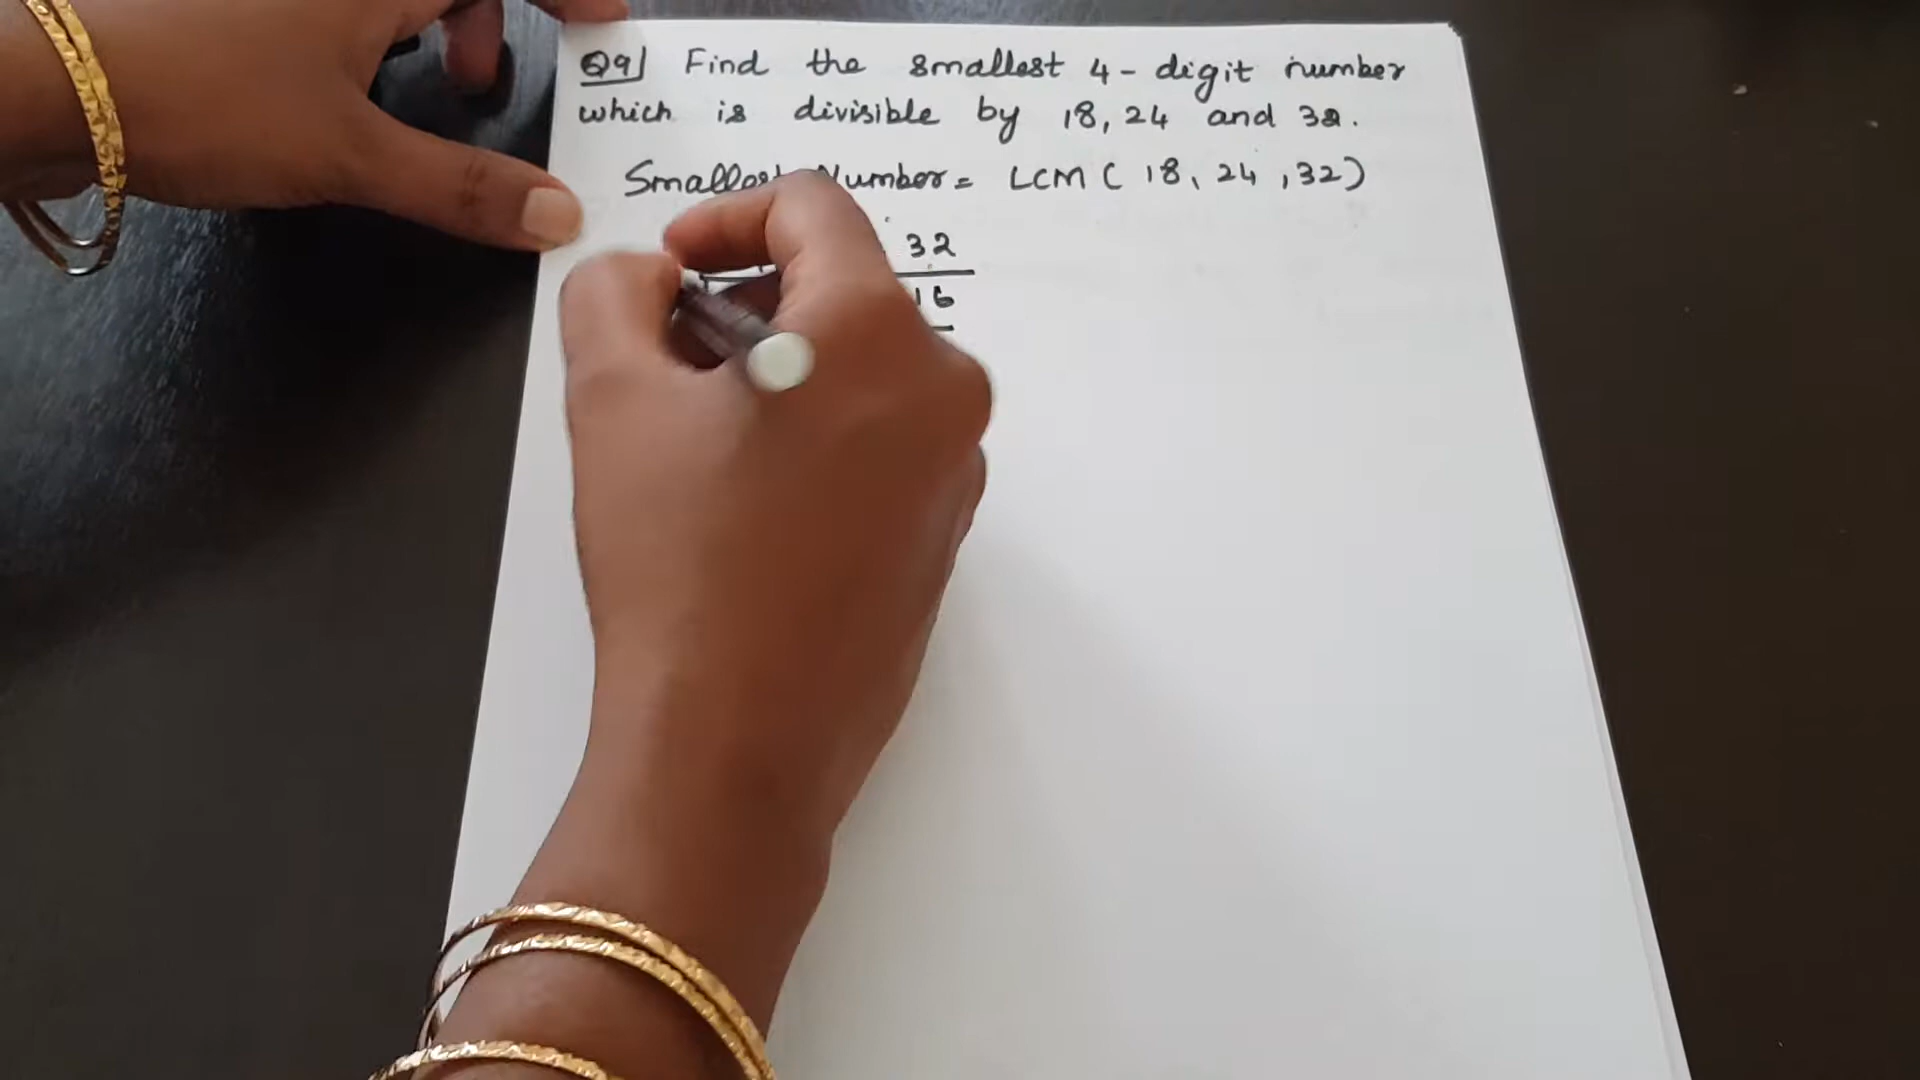 Q9 Find the smallest 4 - digit number
which is divisible by 18, 24 and 32.
Smallest Number = LCM ( 18, 24 , 32)
32
16